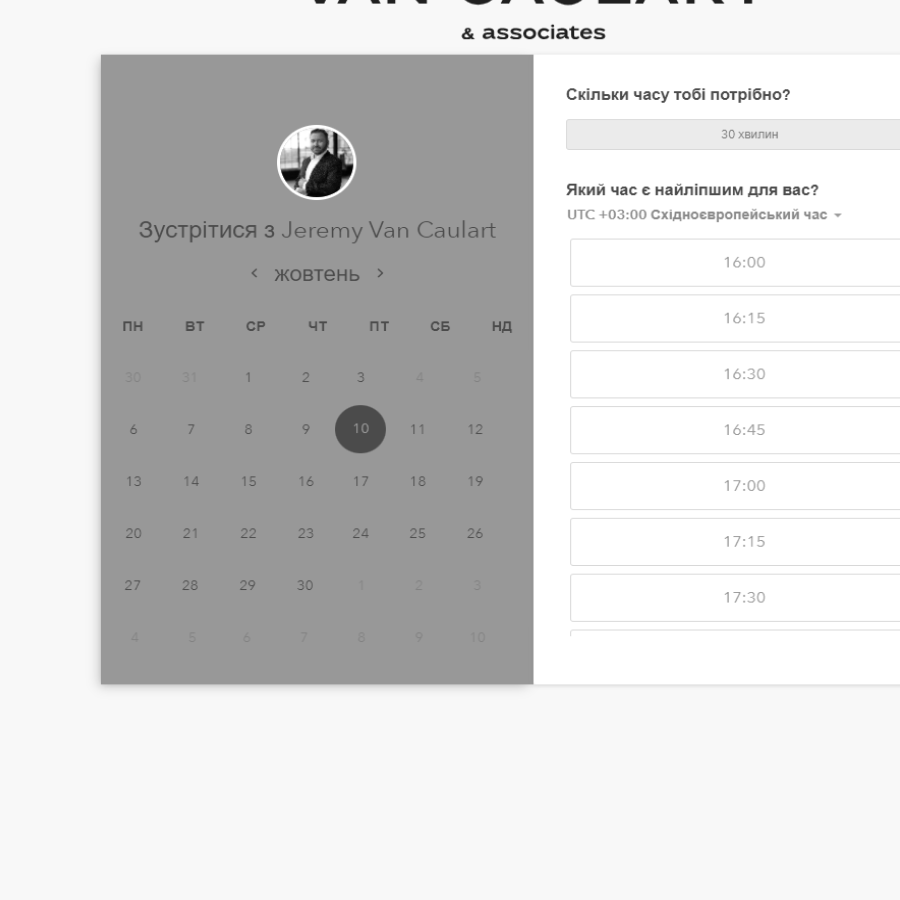 VAN CAULART
& associates
Зустрітися з Jeremy Van Caulart
жовтень
ПН ВТ СР ЧТ ПТ СБ НД
30 31 1 2 3 4 5
6 7 8 9 10 11 12
13 14 15 16 17 18 19
20 21 22 23 24 25 26
27 28 29 30 1 2 3
4 5 6 7 8 9 10
Скільки часу тобі потрібно?
30 хвилин
Який час є найліпшим для вас?
UTC +03:00 Східноєвропейський час
16:00
16:15
16:30
16:45
17:00
17:15
17:30